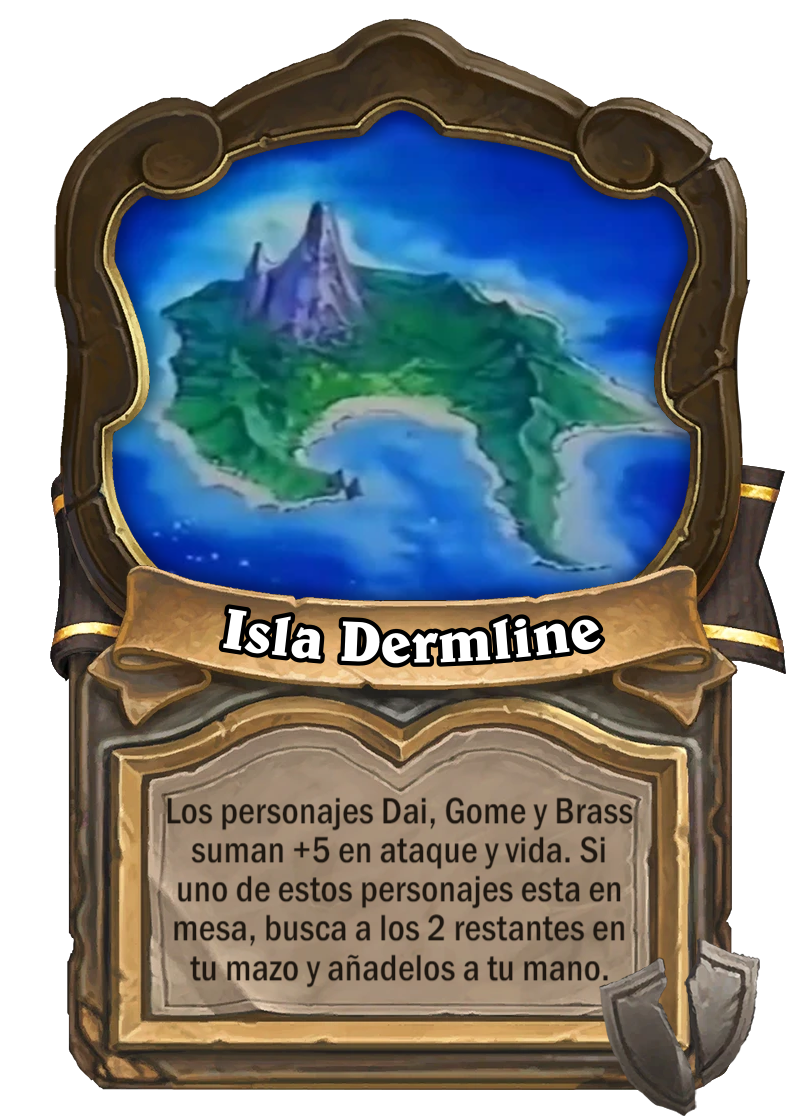 Isla Dermline
Los personajes Dai, Gome y Brass
suman +5 en ataque y vida. Si
uno de estos personajes esta en
mesa, busca a los 2 restantes en
tu mazo y añadelos a tu mano.